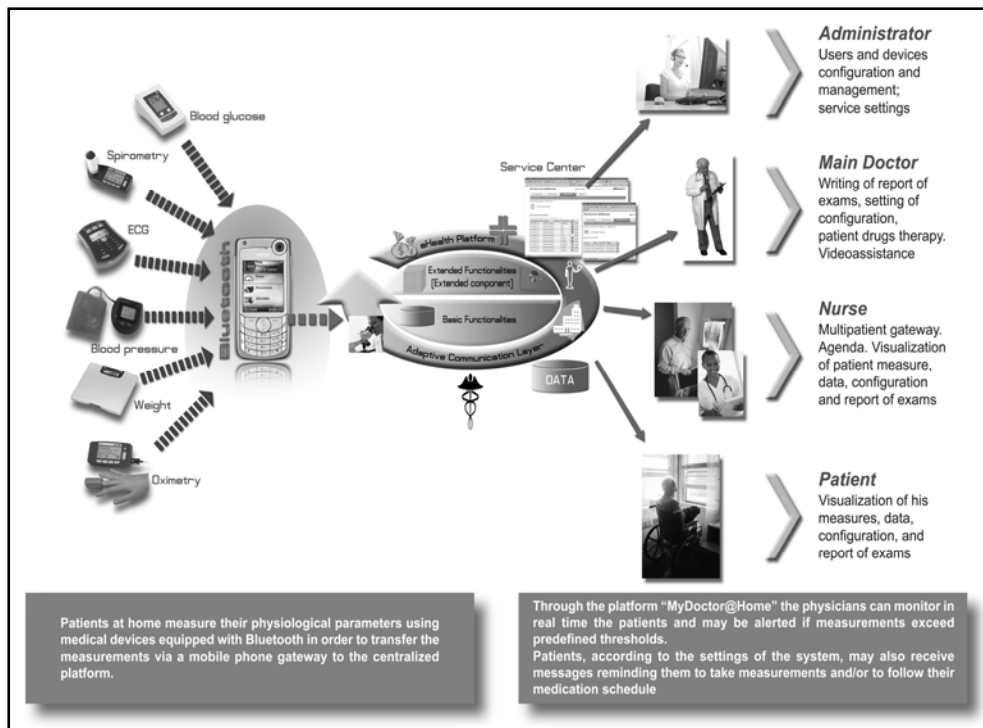 Blood glucose
Spirometry
ECG
Blood pressure
Weight
Oximetry
Bluetooth
Service Center
eHealth Platform
Extended Functionalities
(Extended component)
Basic Functionalities
Adaptive Communication Layer
DATA
Administrator
Users and devices
configuration and
management;
service settings
Main Doctor
Writing of report of
exams, setting of
configuration,
patient drugs therapy.
Videoassistance
Nurse
Multipatient gateway.
Agenda. Visualization
of patient measure,
data, configuration
and report of exams
Patient
Visualization of his
measures, data,
configuration, and
report of exams
Patients at home measure their physiological parameters using
medical devices equipped with Bluetooth in order to transfer the
measurements via a mobile phone gateway to the centralized
platform.
Through the platform “MyDoctor@Home” the physicians can monitor in
real time the patients and may be alerted if measurements exceed
predefined thresholds.
Patients, according to the settings of the system, may also receive
messages reminding them to take measurements and/or to follow their
medication schedule